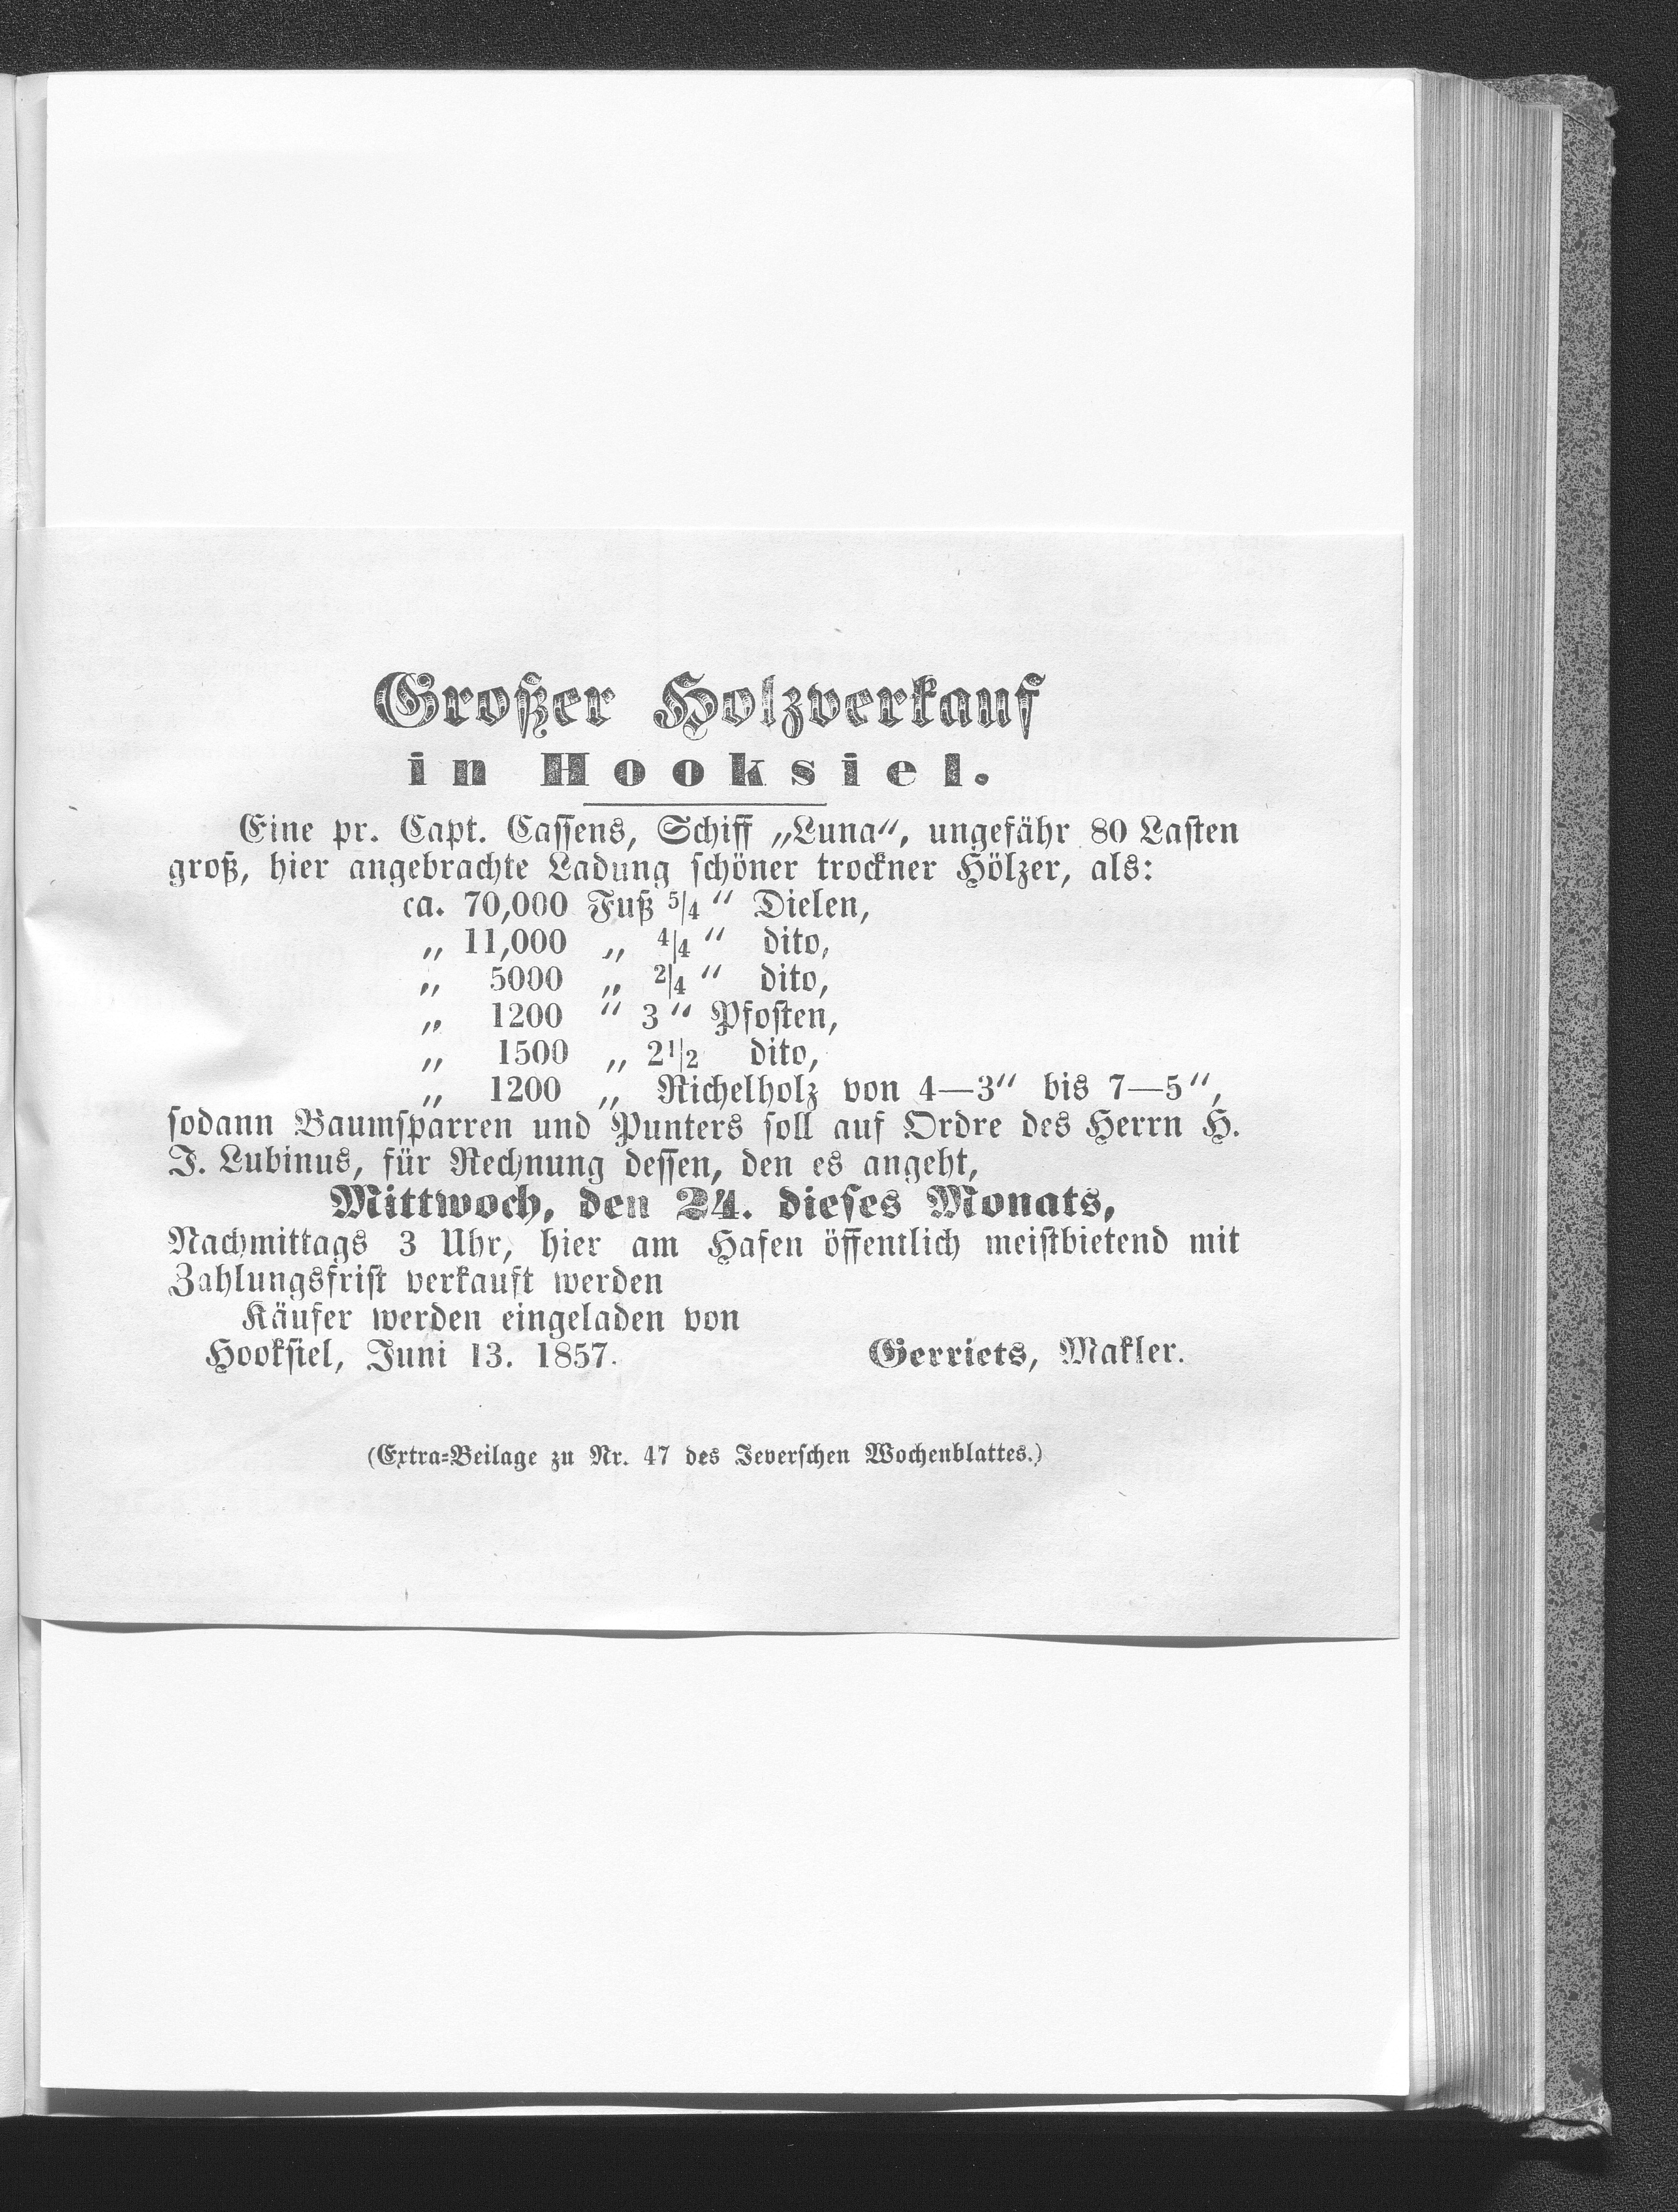 Großer Holzverkauf
in Hooksiel.
Eine pr. Capt. Cassens, Schiff „Luna“, ungefähr 80 Lasten
groß, hier angebrachte Ladung schöner trockner Hölzer, als:
ca. 70,000 Fuß 5/4 “ Dielen,
„ 11,000 „ 4/4 “ dito,
„ 5000 „ 2/4 “ dito,
„ 1200 “ 3 “ Pfosten,
„ 1500 „ 2 1/2 dito,
„ 1200 „ Richelholz von 4—3“ bis 7—5“,
sodann Baumsparren und Punters soll auf Ordre des Herrn H.
J. Lubinus, für Rechnung dessen, den es angeht,
Mittwoch, den 24. dieses Monats,
Nachmittags 3 Uhr, hier am Hafen öffentlich meistbietend mit
Zahlungsfrist verkauft werden
Käufer werden eingeladen von
Hooksiel, Juni 13. 1857. Gerriets, Makler.
(Extra-Beilage zu Nr. 47 des Jeverschen Wochenblattes.)